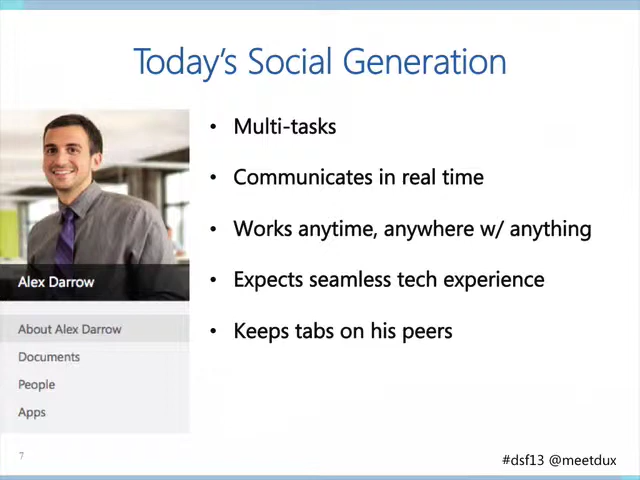 Today's Social Generation
• Multi-tasks
• Communicates in real time
• Works anytime, anywhere w/ anything
• Expects seamless tech experience
• Keeps tabs on his peers
Alex Darrow
About Alex Darrow
Documents
People
Apps
7
#dsf13 @meetdux